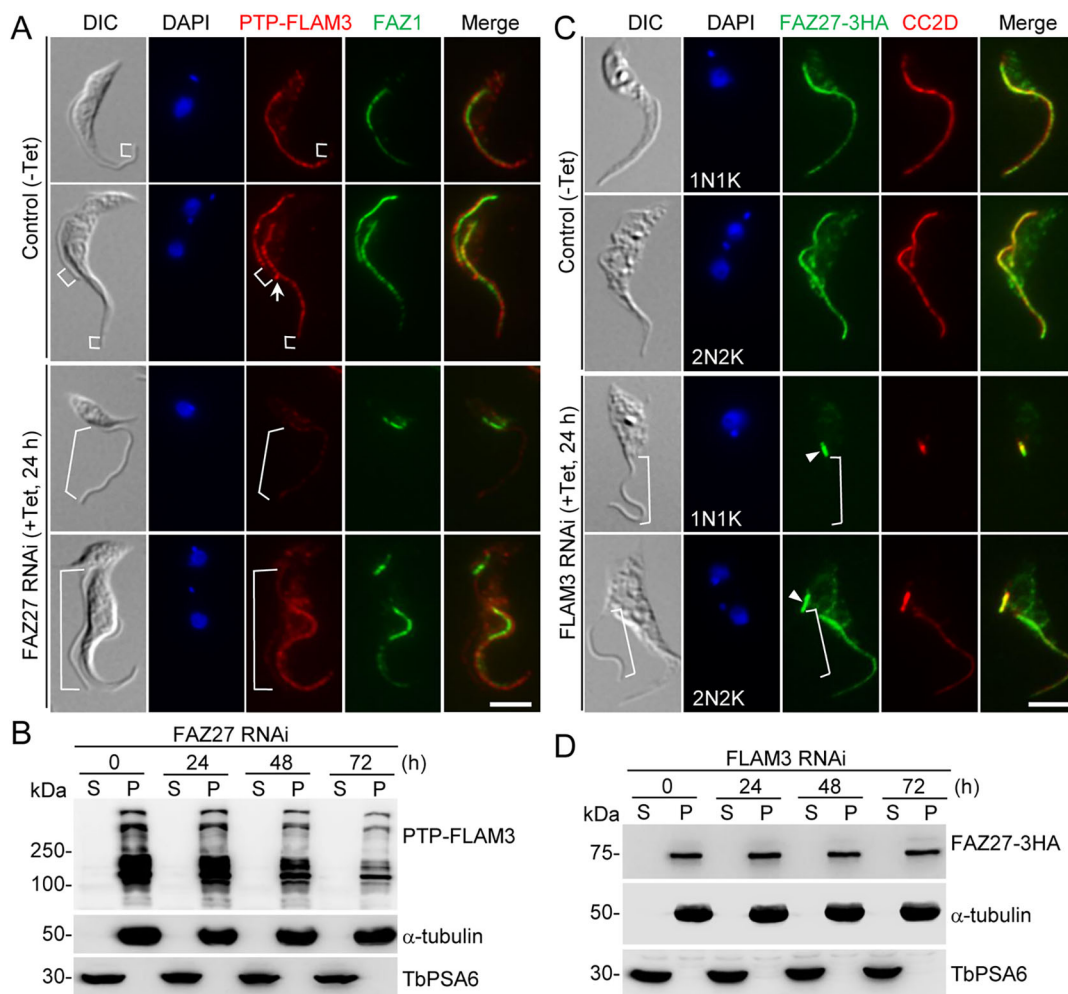 A
DIC DAPI PTP-FLAM3 FAZ1 Merge
Control (-Tet)
FAZ27 RNAi (+Tet, 24 h)
C
DIC DAPI FAZ27-3HA CC2D Merge
Control (-Tet)
1N1K
2N2K
FLAM3 RNAi (+Tet, 24 h)
1N1K
2N2K
B
FAZ27 RNAi
0 24 48 72 (h)
kDa S P S P S P S P
250-
100-
PTP-FLAM3
50-
α-tubulin
30-
TbPSA6
D
FLAM3 RNAi
0 24 48 72 (h)
kDa S P S P S P S P
75-
FAZ27-3HA
50-
α-tubulin
30-
TbPSA6